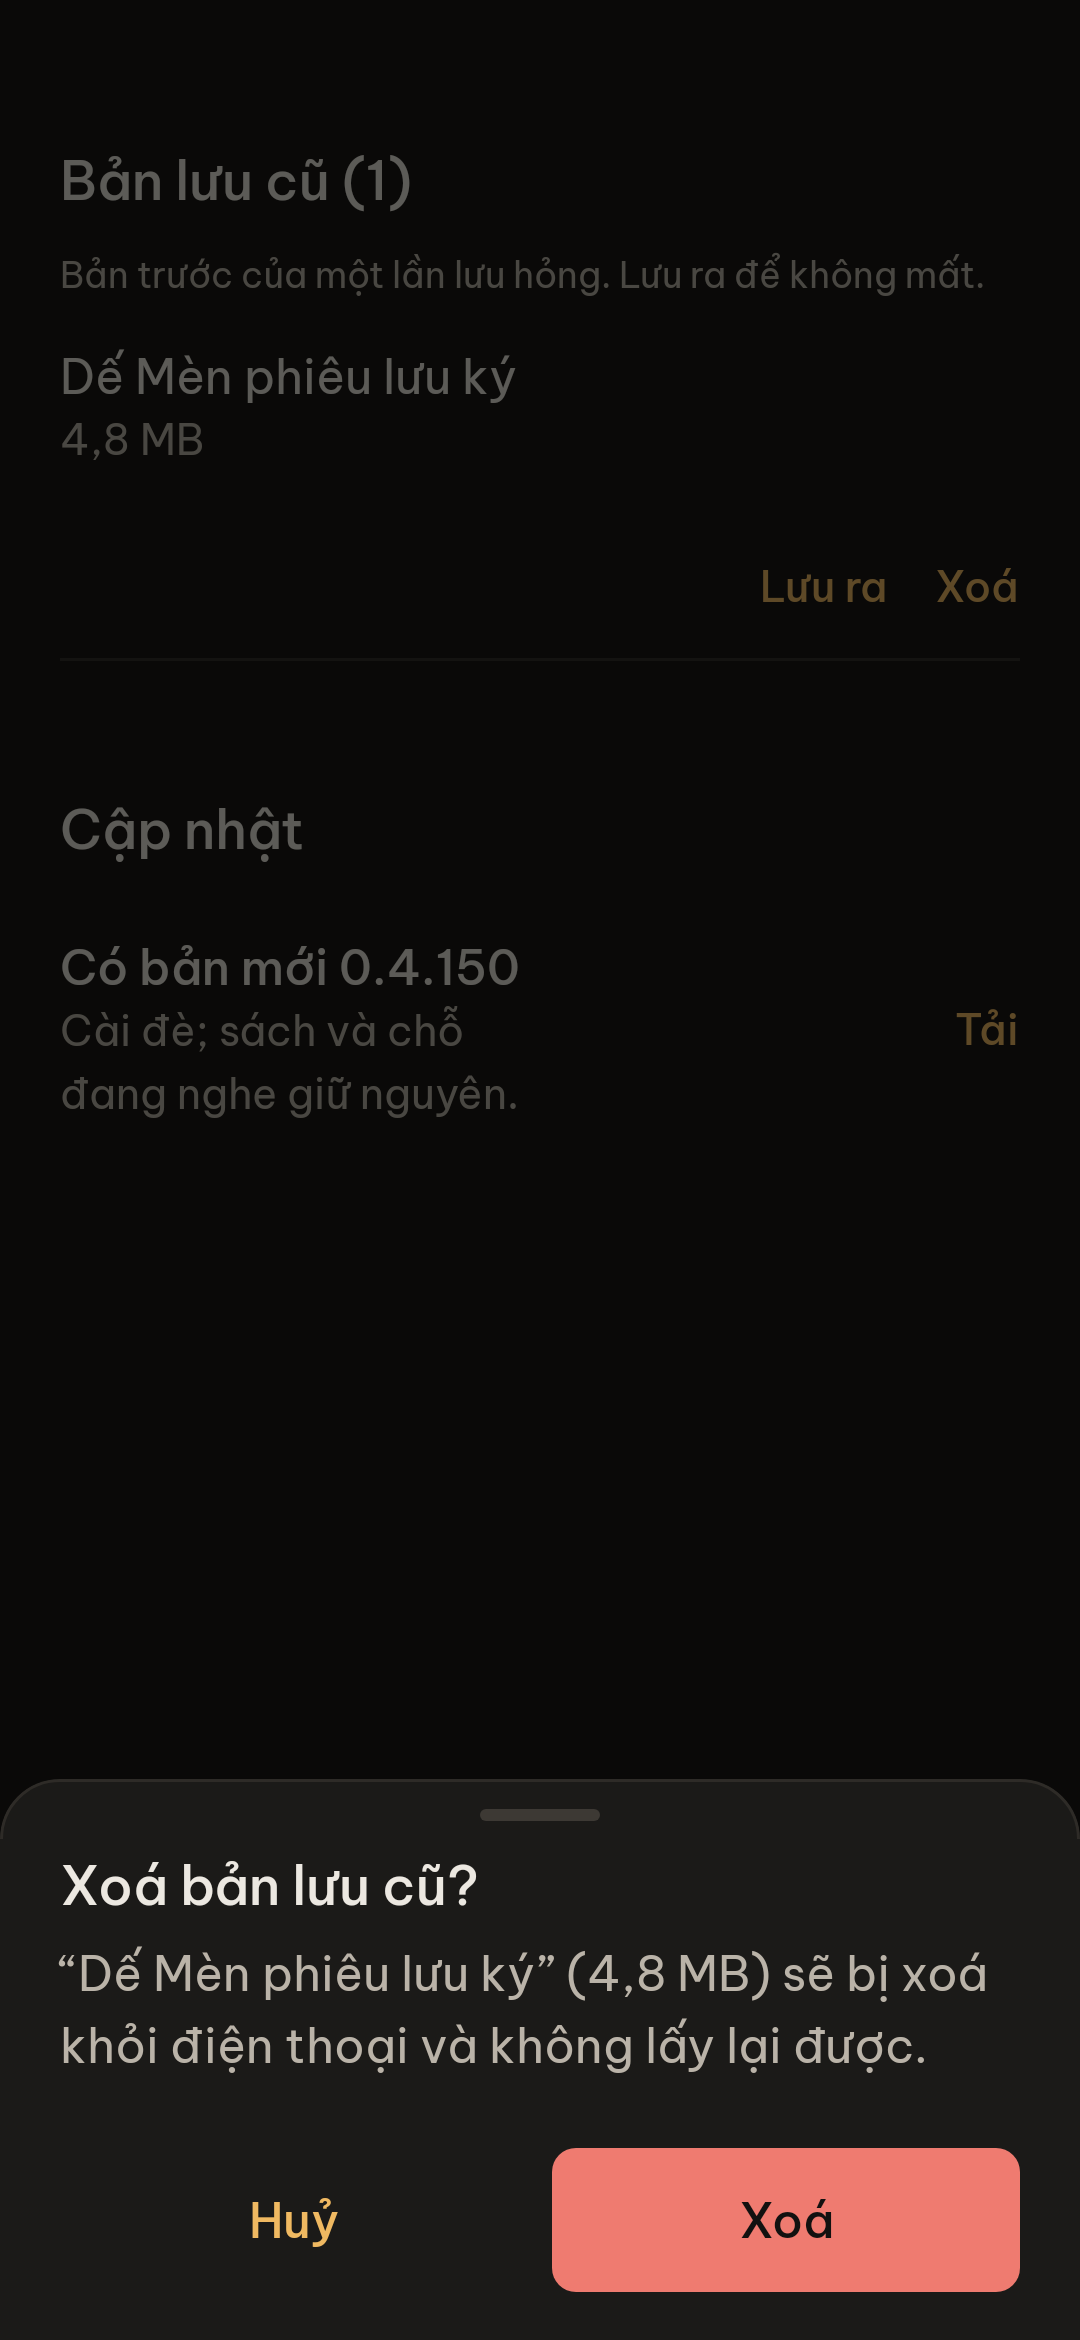 Bản lưu cũ (1)
Bản trước của một lần lưu hỏng. Lưu ra để không mất.
Dế Mèn phiêu lưu ký
4,8 MB
Lưu ra Xoá
Cập nhật
Có bản mới 0.4.150
Cài đè; sách và chỗ
đang nghe giữ nguyên.
Tải
Xoá bản lưu cũ?
“Dế Mèn phiêu lưu ký” (4,8 MB) sẽ bị xoá
khỏi điện thoại và không lấy lại được.
Huỷ Xoá